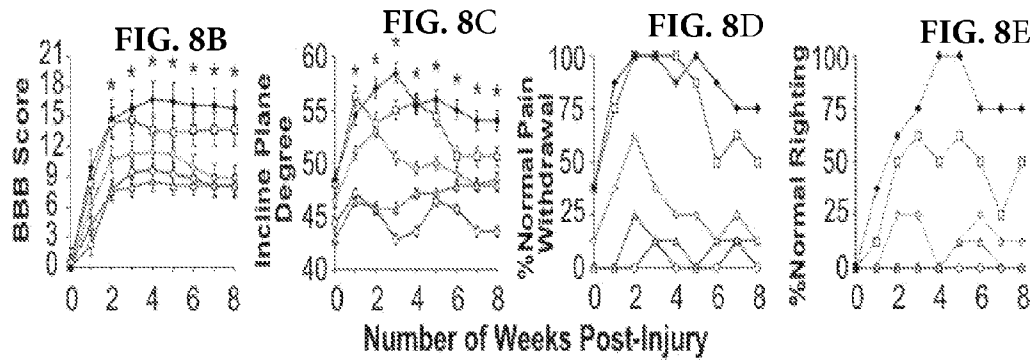 FIG. 8B
21
18
15
12
9
6
3
0
BBB Score
0 2 4 6 8
FIG. 8C
60
55
50
45
40
Incline Plane
Degree
0 2 4 6 8
FIG. 8D
100
75
50
25
0
%Normal Pain
Withdrawal
0 2 4 6 8
FIG. 8E
100
75
50
25
0
%Normal Righting
0 2 4 6 8
Number of Weeks Post-Injury